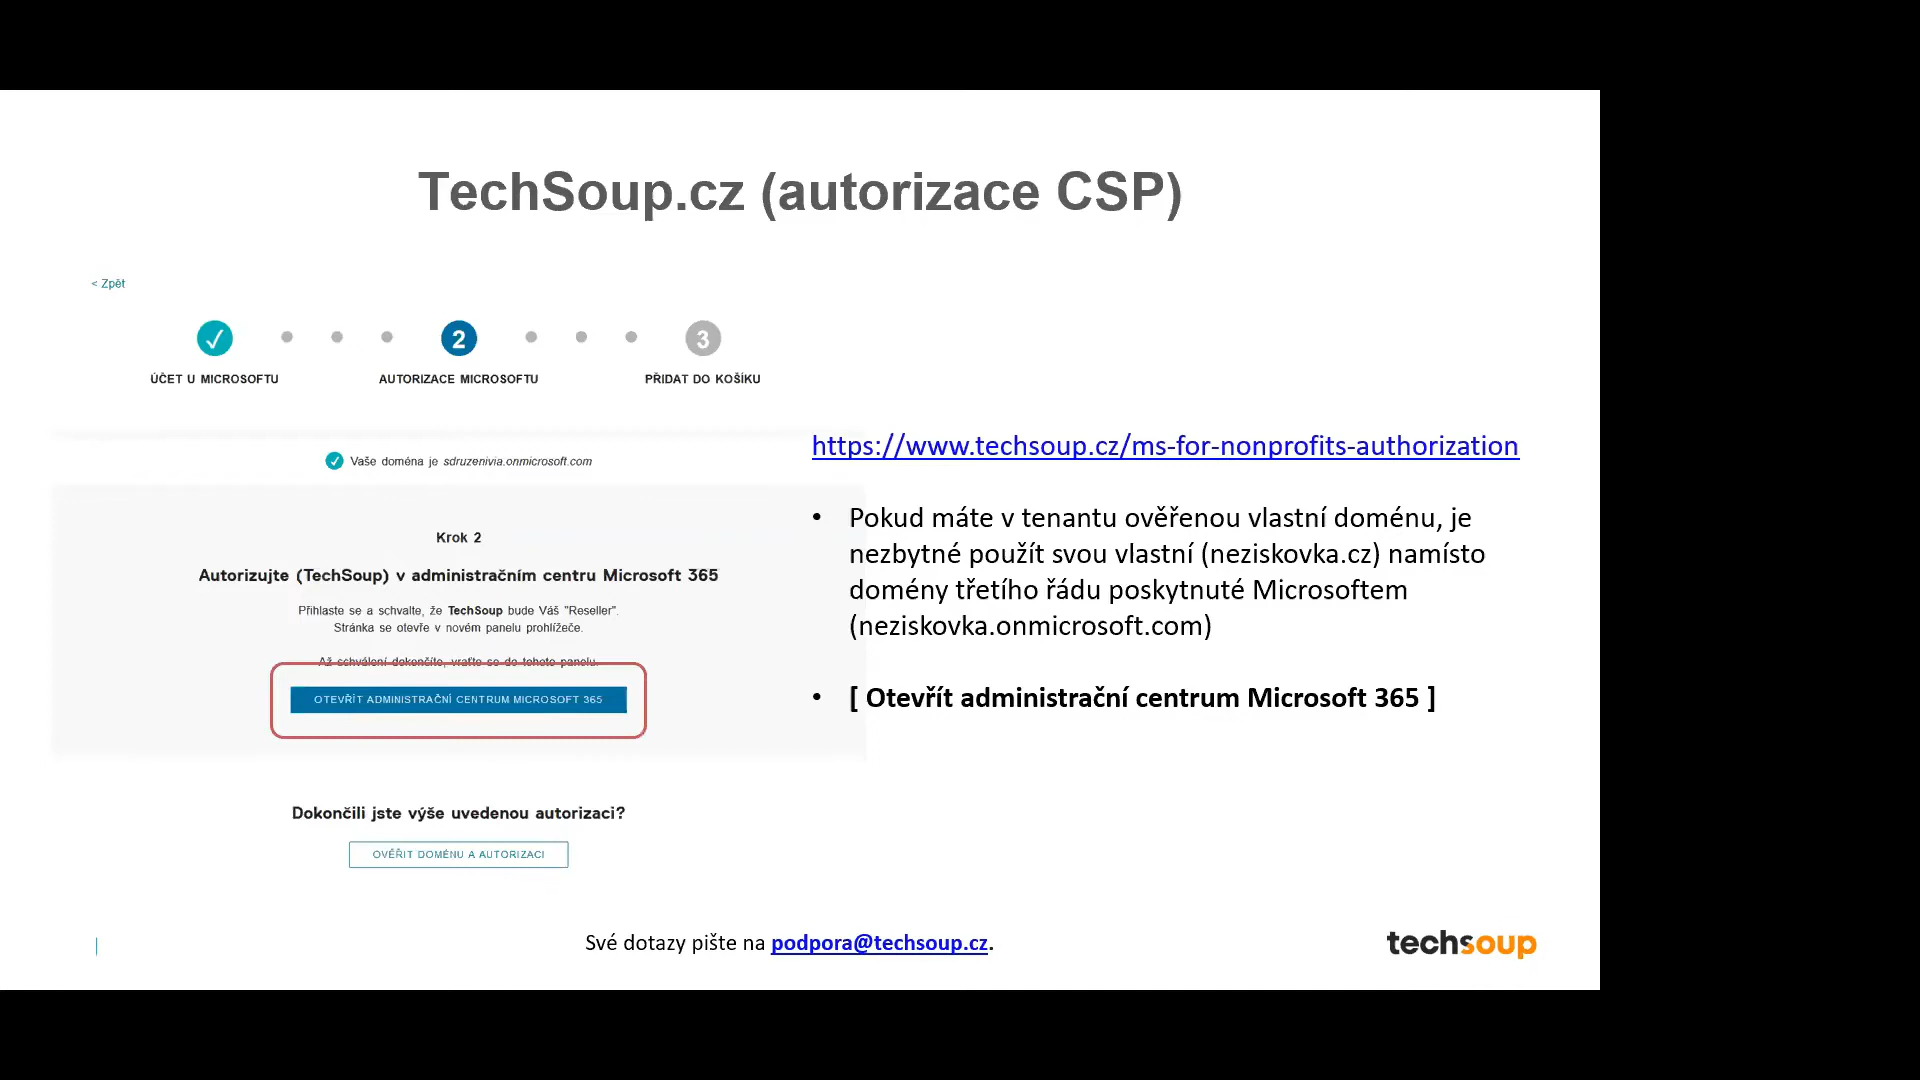 TechSoup.cz (autorizace CSP)
< Zpět
2
3
ÚČET U MICROSOFTU
AUTORIZACE MICROSOFTU
PŘIDAT DO KOŠÍKU
Vaše doména je sdruzenivia.onmicrosoft.com
Krok 2
Autorizujte (TechSoup) v administračním centru Microsoft 365
Přihlaste se a schvalte, že TechSoup bude Váš "Reseller".
Stránka se otevře v novém panelu prohlížeče.
Až schválení dokončíte, vraťte se do tohoto panelu.
OTEVŘÍT ADMINISTRAČNÍ CENTRUM MICROSOFT 365
Dokončili jste výše uvedenou autorizaci?
OVĚŘIT DOMÉNU A AUTORIZACI
https://www.techsoup.cz/ms-for-nonprofits-authorization
• Pokud máte v tenantu ověřenou vlastní doménu, je
nezbytné použít svou vlastní (neziskovka.cz) namísto
domény třetího řádu poskytnuté Microsoftem
(neziskovka.onmicrosoft.com)
• [ Otevřít administrační centrum Microsoft 365 ]
Své dotazy pište na podpora@techsoup.cz.
techsoup